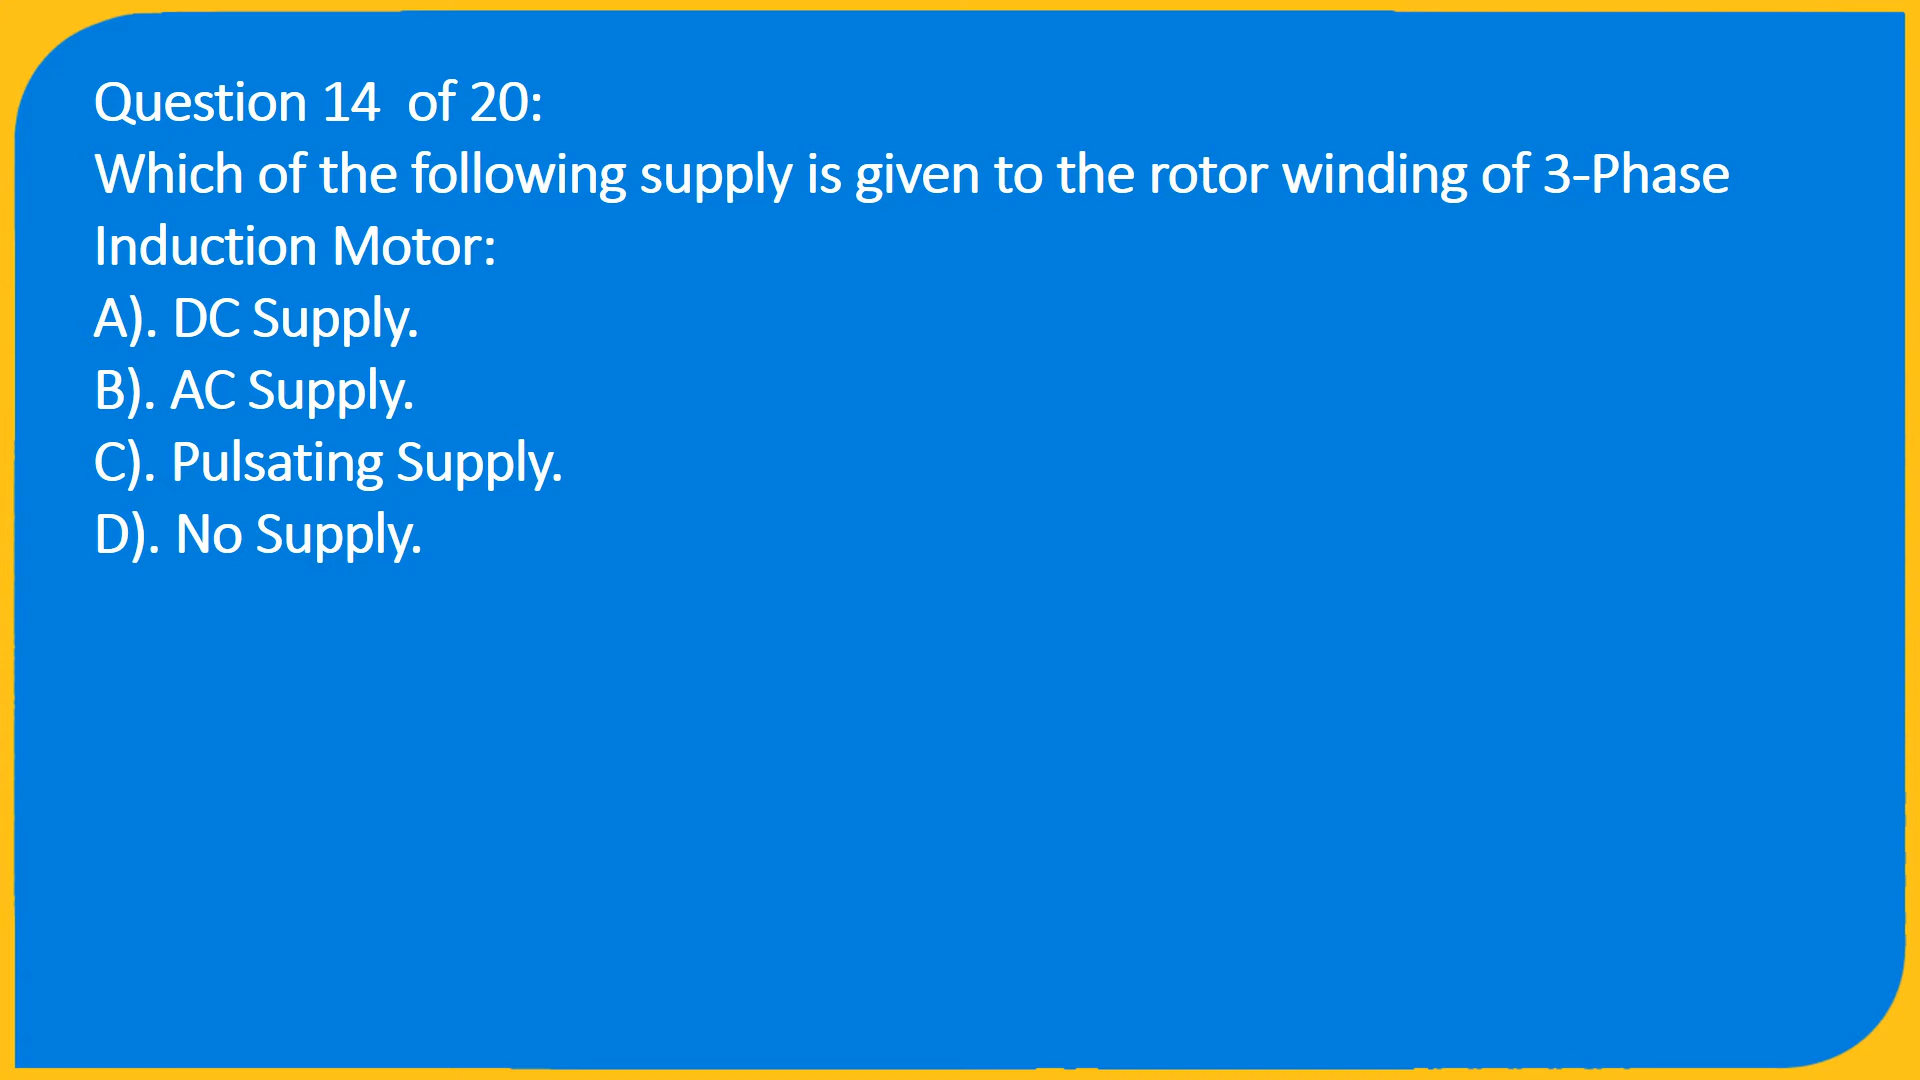 Question 14  of 20:
Which of the following supply is given to the rotor winding of 3-Phase
Induction Motor:
A). DC Supply.
B). AC Supply.
C). Pulsating Supply.
D). No Supply.